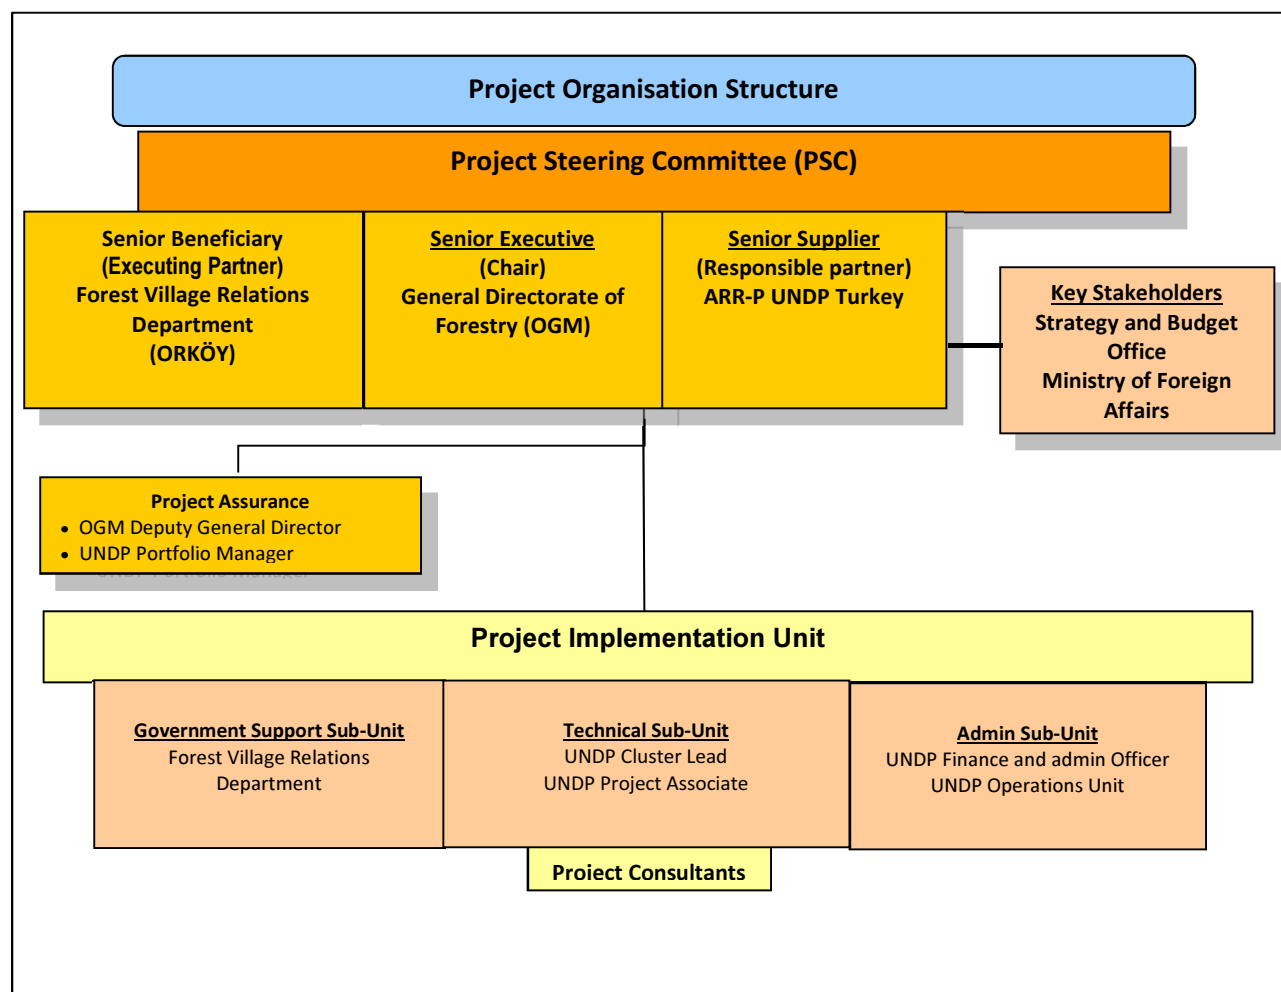 Project Organisation Structure
Project Steering Committee (PSC)
Senior Beneficiary
(Executing Partner)
Forest Village Relations
Department
(ORKÖY)
Senior Executive
(Chair)
General Directorate of
Forestry (OGM)
Senior Supplier
(Responsible partner)
ARR-P UNDP Turkey
Key Stakeholders
Strategy and Budget
Office
Ministry of Foreign
Affairs
Project Assurance
• OGM Deputy General Director
• UNDP Portfolio Manager
Project Implementation Unit
Government Support Sub-Unit
Forest Village Relations
Department
Technical Sub-Unit
UNDP Cluster Lead
UNDP Project Associate
Admin Sub-Unit
UNDP Finance and admin Officer
UNDP Operations Unit
Project Consultants